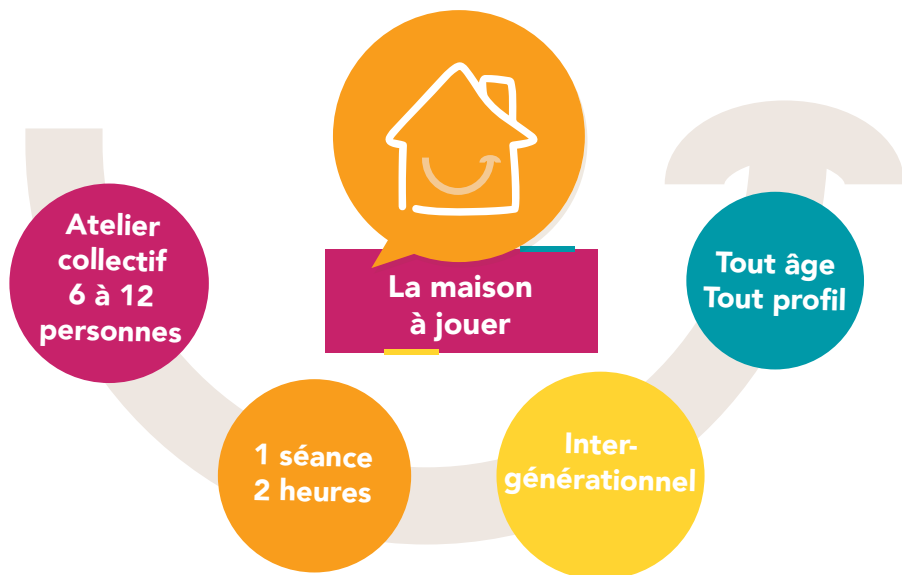 La maison
à jouer
Atelier
collectif
6 à 12
personnes
1 séance
2 heures
Inter-
générationnel
Tout âge
Tout profil